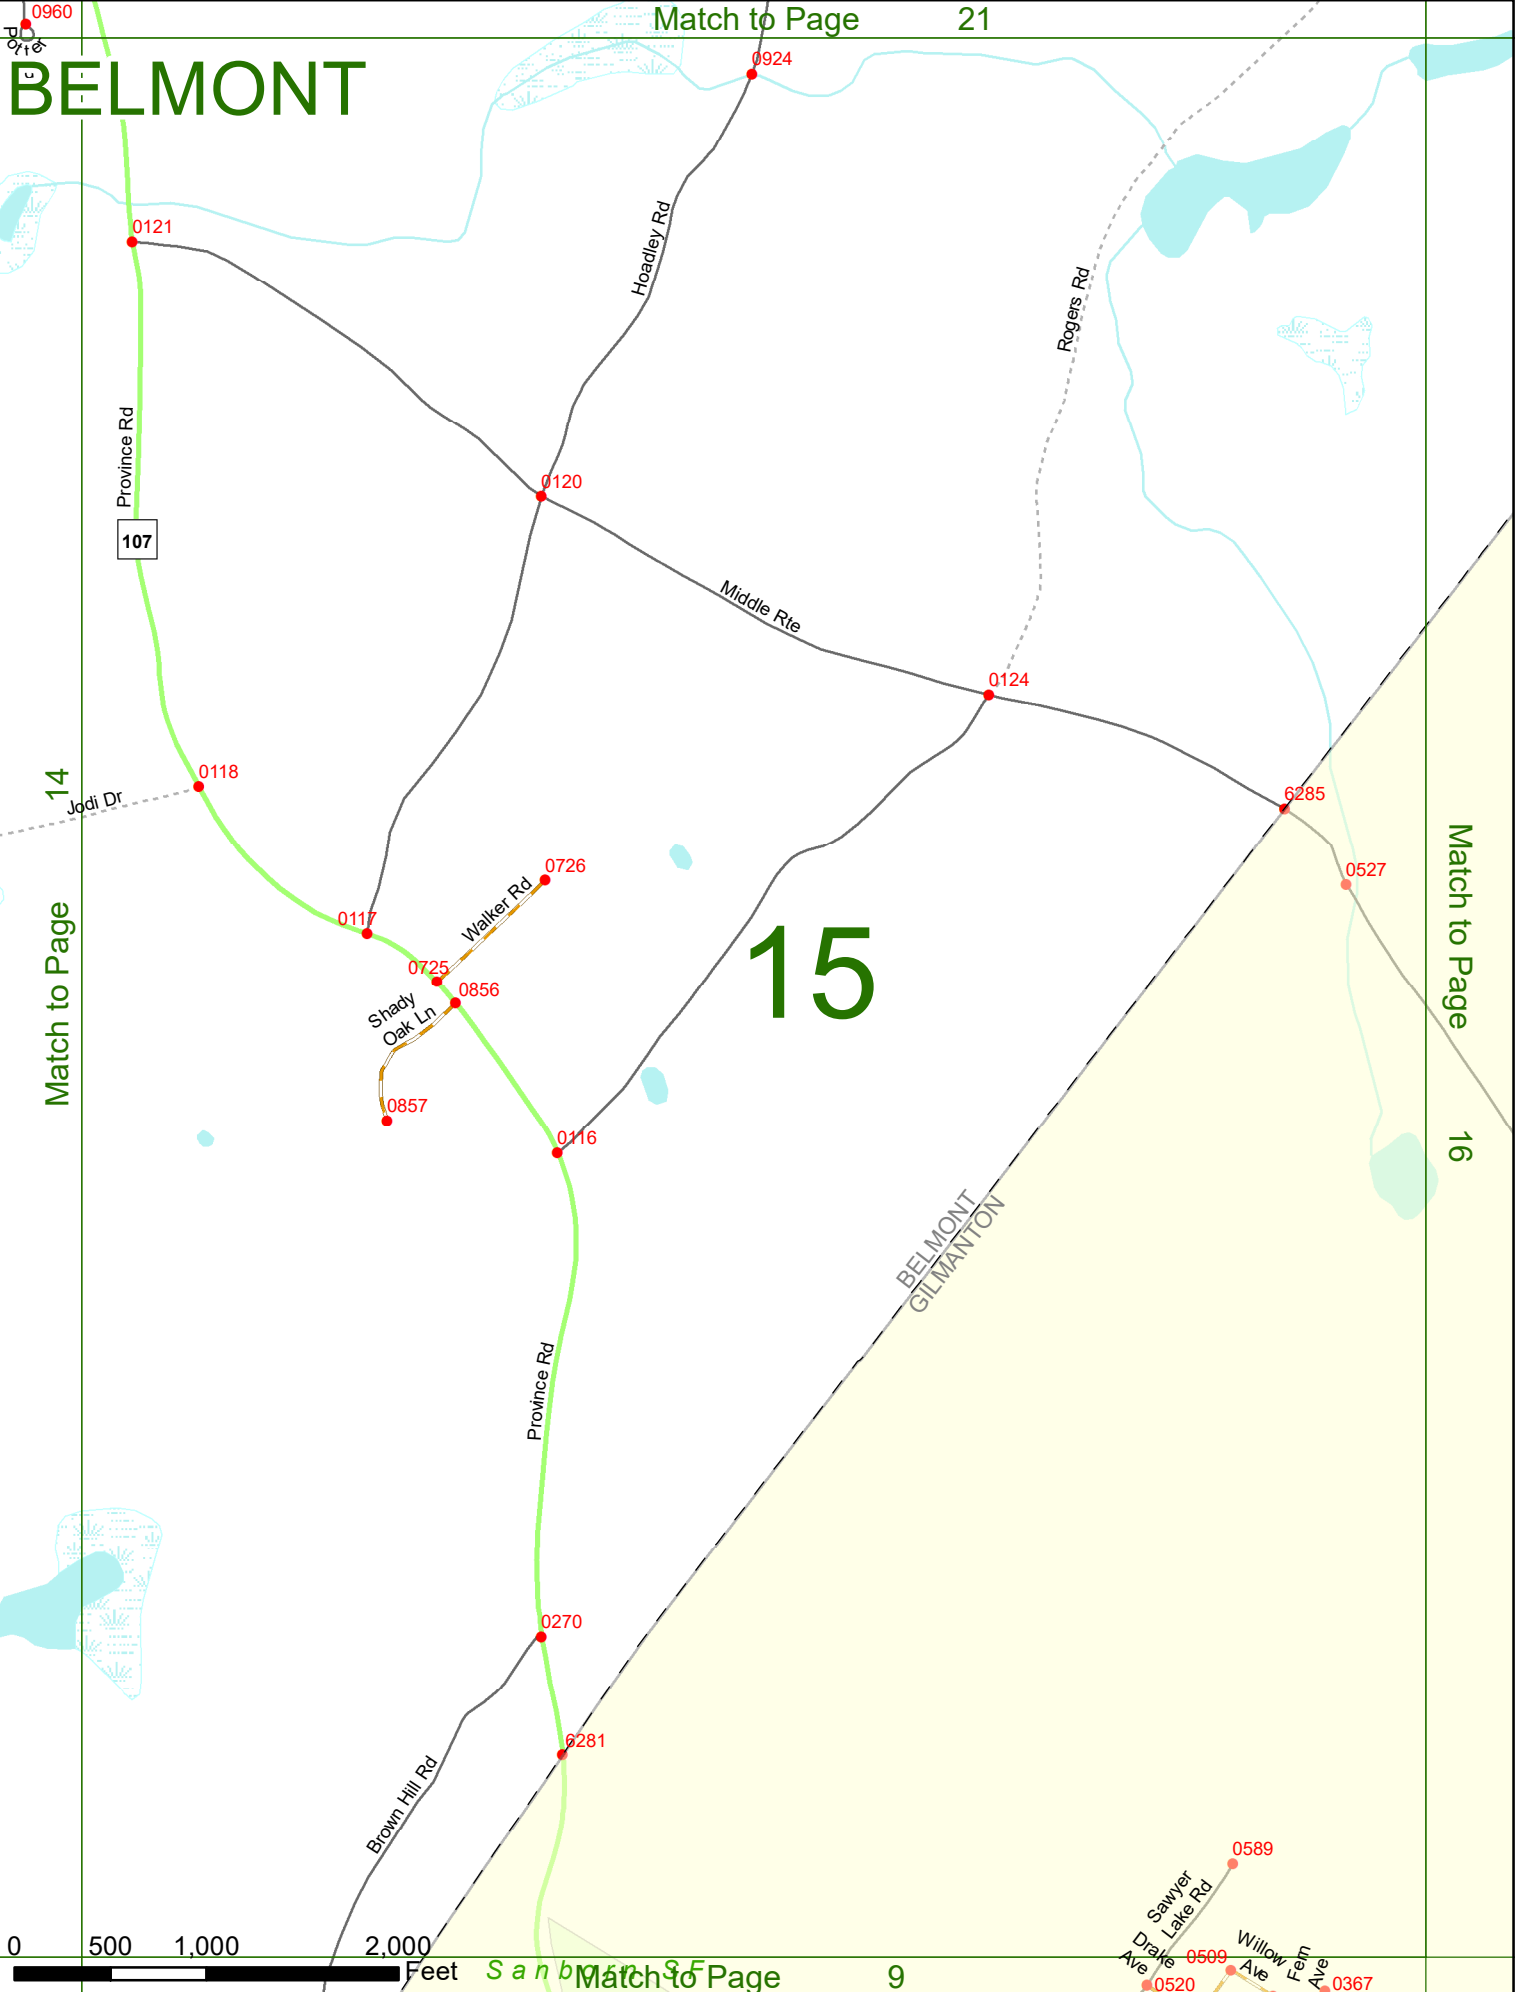 0960
Match to Page 21
Potter
BELMONT
0924
0121
Hoadley Rd
Rogers Rd
Province Rd
0120
107
Middle Rte
0124
0118
Jodi Dr
Match to Page 14
6285
0527
Match to Page 16
0726
Walker Rd
0117
15
0725
0856
Shady
Oak Ln
0857
0116
BELMONT
GILMANTON
Province Rd
0270
6281
Brown Hill Rd
0589
Sawyer
Lake Rd
Drake
Ave
0509
Willow
Ave
Fern
Ave
0520
0367
0 500 1,000 2,000
Feet
Sanborn SF
Match to Page 9